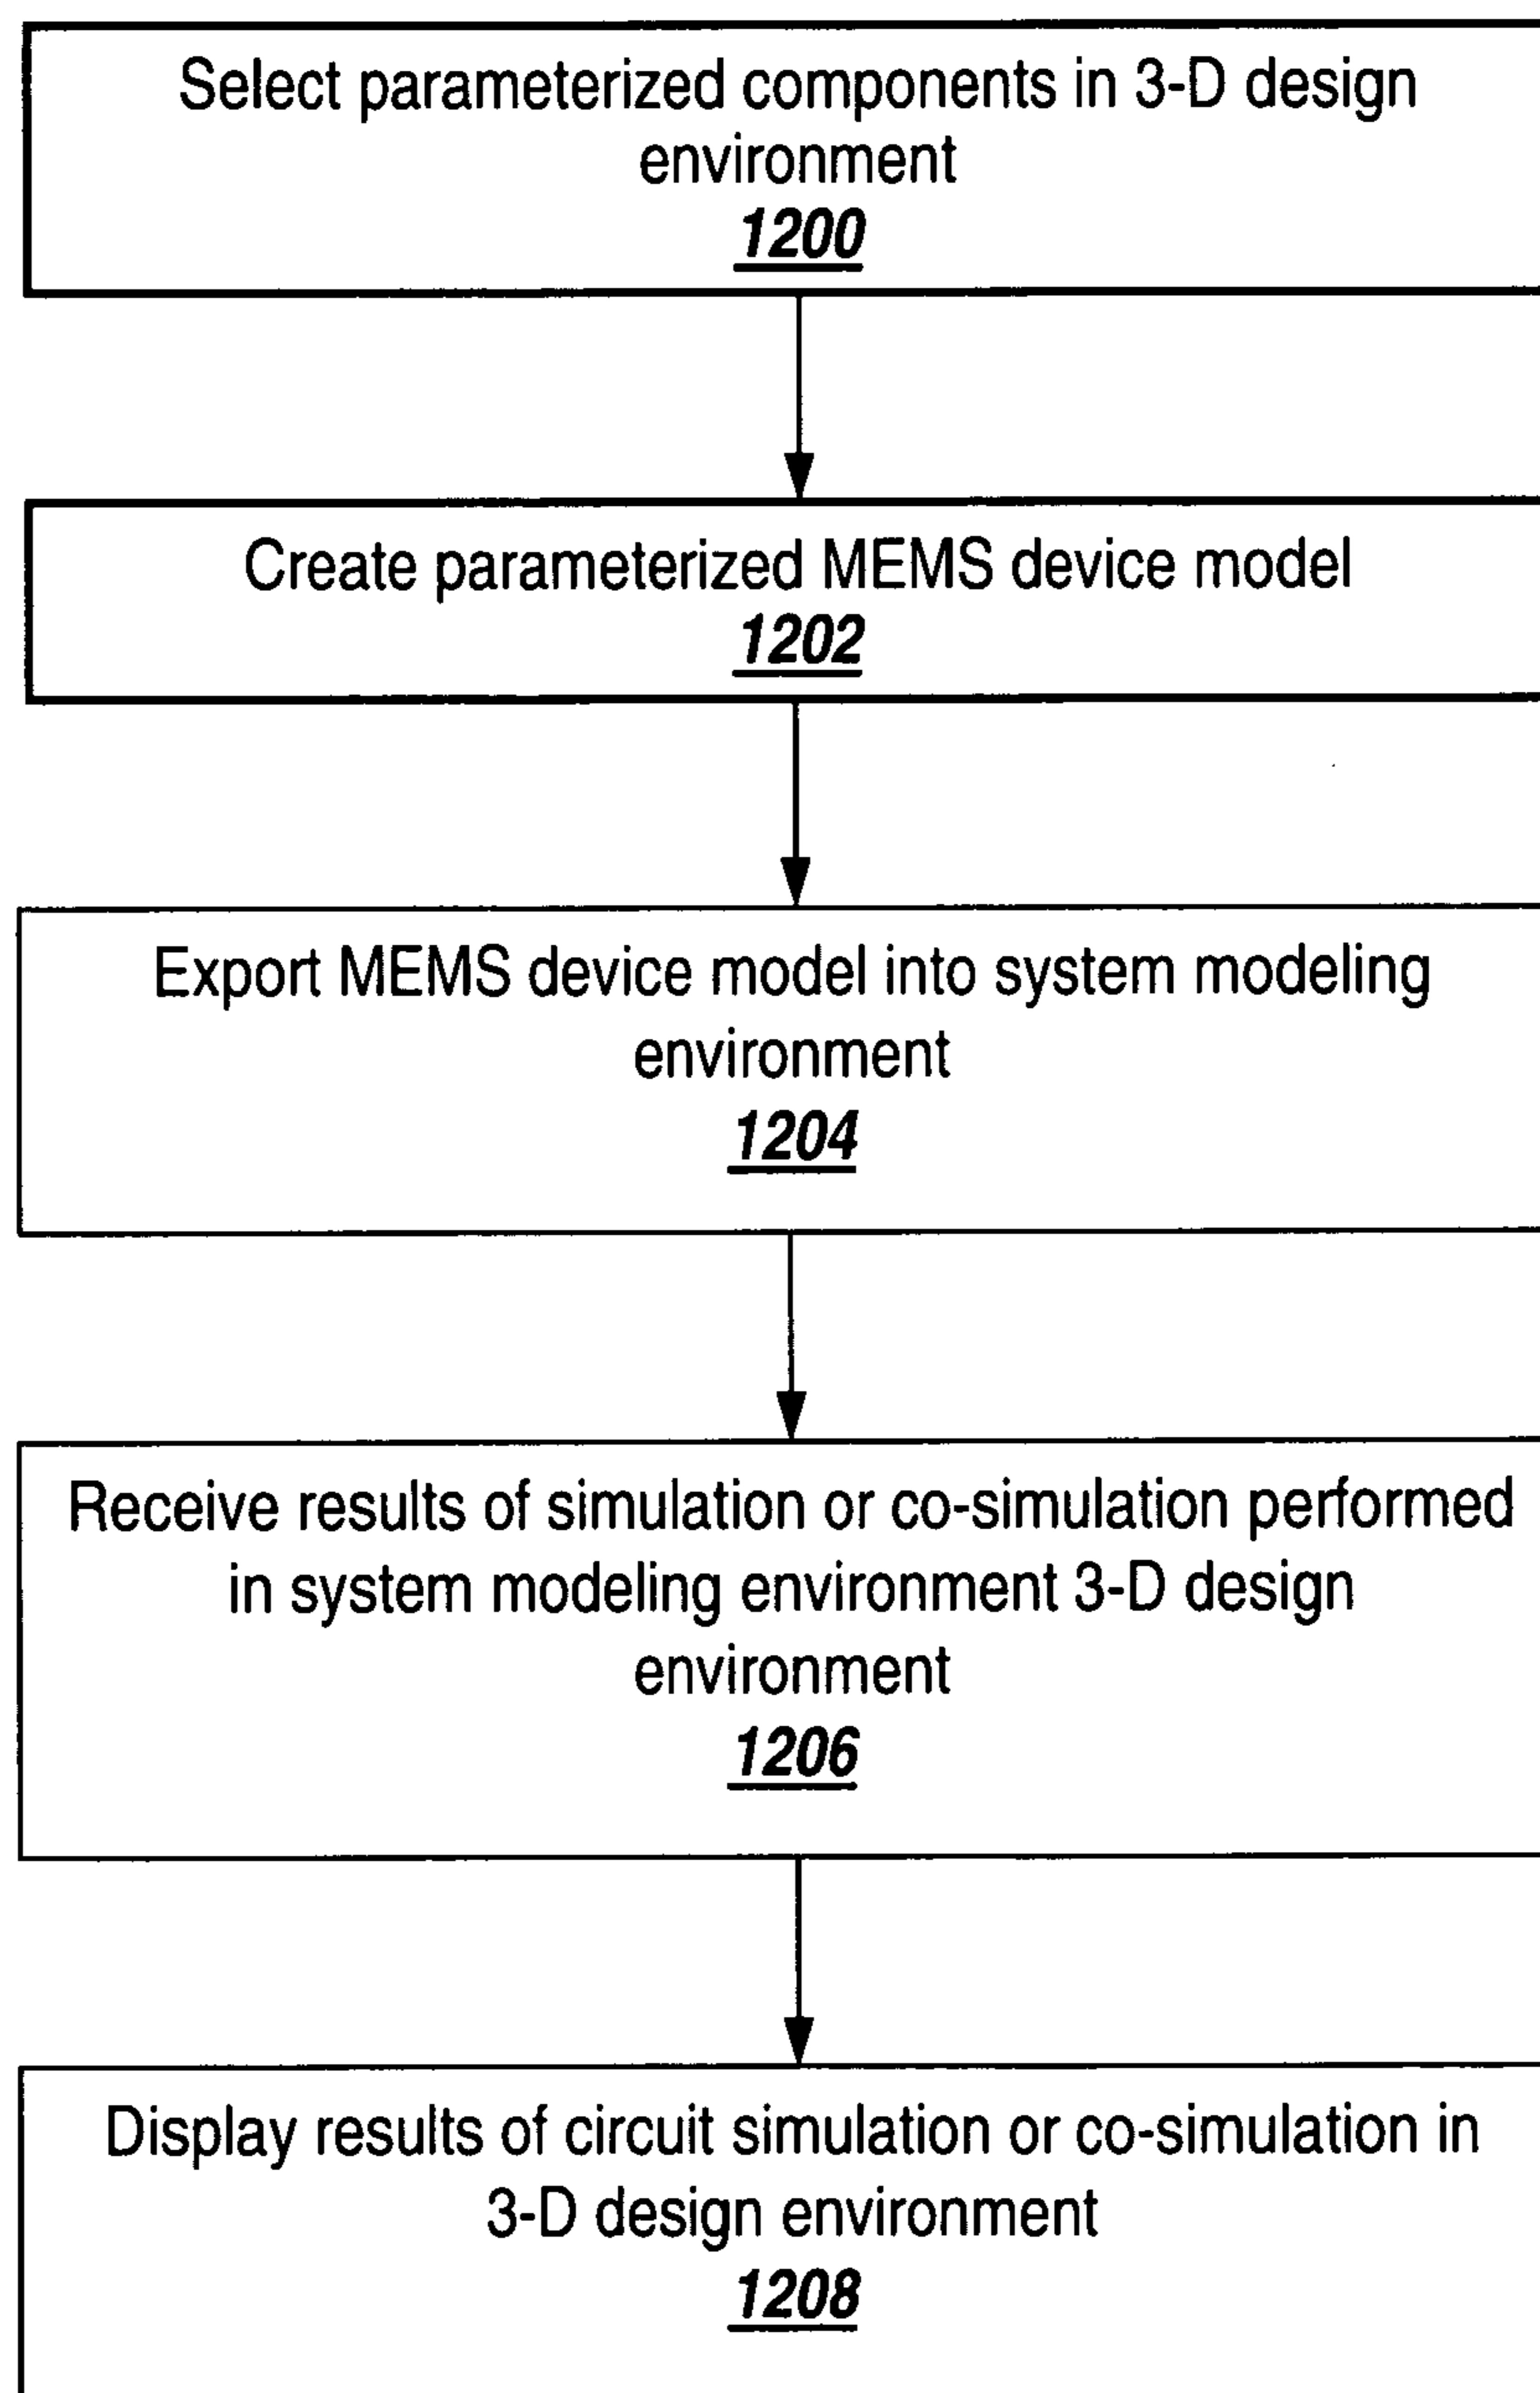 Select parameterized components in 3-D design
environment
1200
Create parameterized MEMS device model
1202
Export MEMS device model into system modeling
environment
1204
Receive results of simulation or co-simulation performed
in system modeling environment 3-D design
environment
1206
Display results of circuit simulation or co-simulation in
3-D design environment
1208